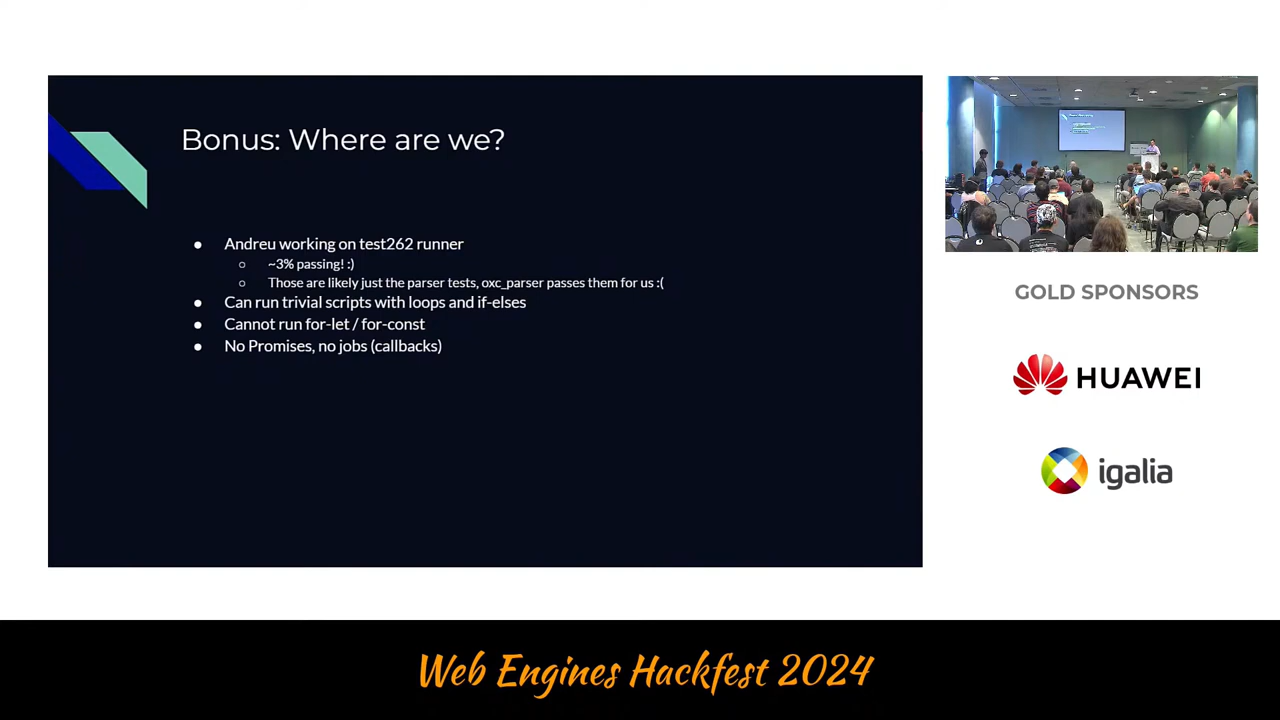 Bonus: Where are we?
● Andreu working on test262 runner
○ ~3% passing! :)
○ Those are likely just the parser tests, oxc_parser passes them for us :(
● Can run trivial scripts with loops and if-elses
● Cannot run for-let / for-const
● No Promises, no jobs (callbacks)
GOLD SPONSORS
HUAWEI
igalia
Web Engines Hackfest 2024